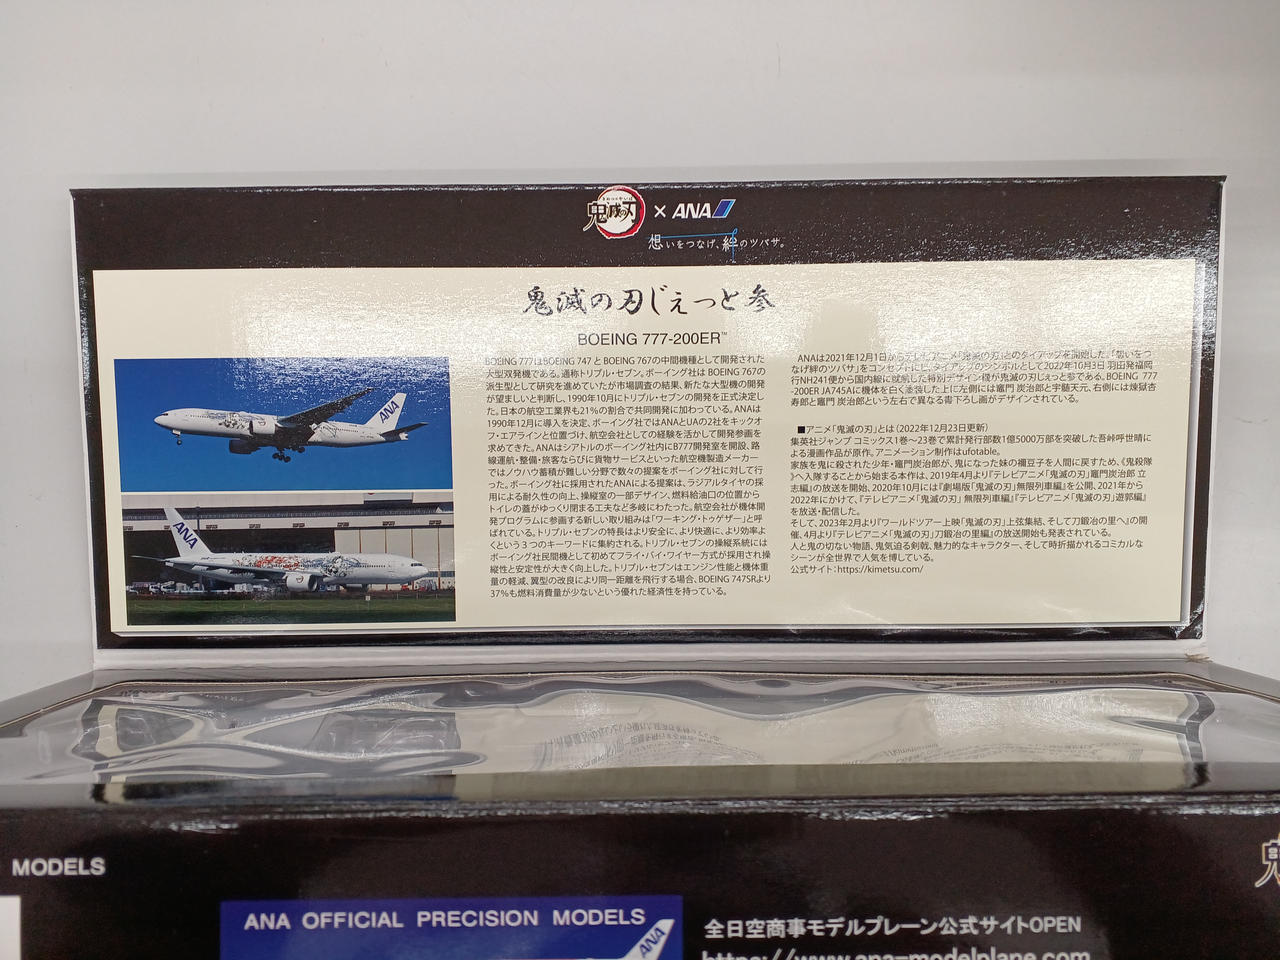 きめつのやいば
鬼滅の刃 × ANA
想いをつなげ、絆のツバサ。
鬼滅の刃じぇっと参
BOEING 777-200ER™
BOEING 777はBOEING 747 と BOEING 767の中間機種として開発された
大型双発機である。通称トリプル・セブン。ボーイング社は BOEING 767の
派生型として研究を進めていたが市場調査の結果、新たな大型機の開発
が望ましいと判断し、1990年10月にトリプル・セブンの開発を正式決定し
た。日本の航空工業界も21%の割合で共同開発に加わっている。ANAは
1990年12月に導入を決定、ボーイング社ではANAとUAの2社をキックオ
フ・エアラインと位置づけ、航空会社としての経験を活かして開発参画を
求めてきた。ANAはシアトルのボーイング社内にB777開発室を開設、路
線運航・整備・旅客ならびに貨物サービスといった航空機製造メーカー
ではノウハウ蓄積が難しい分野で数々の提案をボーイング社に対して行
った。ボーイング社に採用されたANAによる提案は、ラジアルタイヤの採
用による耐久性の向上、操縦室の一部デザイン、燃料給油口の位置から
トイレの蓋がゆっくり閉まる工夫など多岐にわたった。航空会社が機体開
発プログラムに参画する新しい取り組みは「ワーキング・トゥゲザー」と呼
ばれている。トリプル・セブンの特長はより安全に、より快適に、より効率よ
くという３つのキーワードに集約される。トリプル・セブンの操縦系統には
ボーイング社民間機として初めてフライ・バイ・ワイヤー方式が採用され操
縦性と安定性が大きく向上した。トリプル・セブンはエンジン性能と機体重
量の軽減、翼型の改良により同一距離を飛行する場合、BOEING 747SRより
37%も燃料消費量が少ないという優れた経済性を持っている。
ANAは2021年12月1日からテレビアニメ「鬼滅の刃」とのタイアップを開始した。「想いをつ
なげ絆のツバサ」をコンセプトにし、タイアップのシンボルとして2022年10月3日 羽田発福岡
行NH241便から国内線に就航した特別デザイン機が鬼滅の刃じぇっと参である。BOEING 777
-200ER JA745Aに機体を白く塗装した上に左側には竈門 炭治郎と宇髄天元、右側には煉獄杏
寿郎と竈門 炭治郎という左右で異なる書下ろし画がデザインされている。
■アニメ「鬼滅の刃」とは（2022年12月23日更新）
集英社ジャンプ コミックス1巻～23巻で累計発行部数1億5000万部を突破した吾峠呼世晴に
よる漫画作品が原作。アニメーション制作はufotable。
家族を鬼に殺された少年・竈門炭治郎が、鬼になった妹の禰豆子を人間に戻すため、《鬼殺隊
》へ入隊することから始まる本作は、2019年4月より『テレビアニメ「鬼滅の刃」竈門炭治郎 立
志編』の放送を開始、2020年10月には『劇場版「鬼滅の刃」無限列車編』を公開、2021年から
2022年にかけて、『テレビアニメ「鬼滅の刃」無限列車編』『テレビアニメ「鬼滅の刃」遊郭編』
を放送・配信した。
そして、2023年2月より『ワールドツアー上映「鬼滅の刃」上弦集結、そして刀鍛冶の里へ』の開
催、4月より『テレビアニメ「鬼滅の刃」刀鍛冶の里編』の放送開始も発表されている。
人と鬼の切ない物語、鬼気迫る剣戟、魅力的なキャラクター、そして時折描かれるコミカルな
シーンが全世界で人気を博している。
公式サイト：https://kimetsu.com/
ANA
ANA
MODELS
鬼
ANA OFFICIAL PRECISION MODELS
ANA
全日空商事モデルプレーン公式サイトOPEN
https://www.ana-modelplane.com